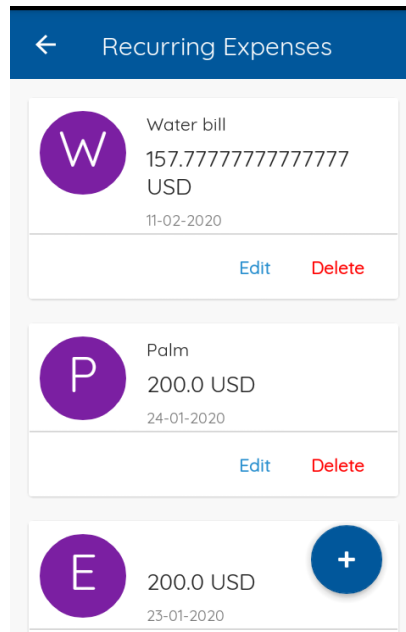 Recurring Expenses
W
Water bill
157.77777777777777
USD
11-02-2020
Edit Delete
P
Palm
200.0 USD
24-01-2020
Edit Delete
E
200.0 USD
23-01-2020